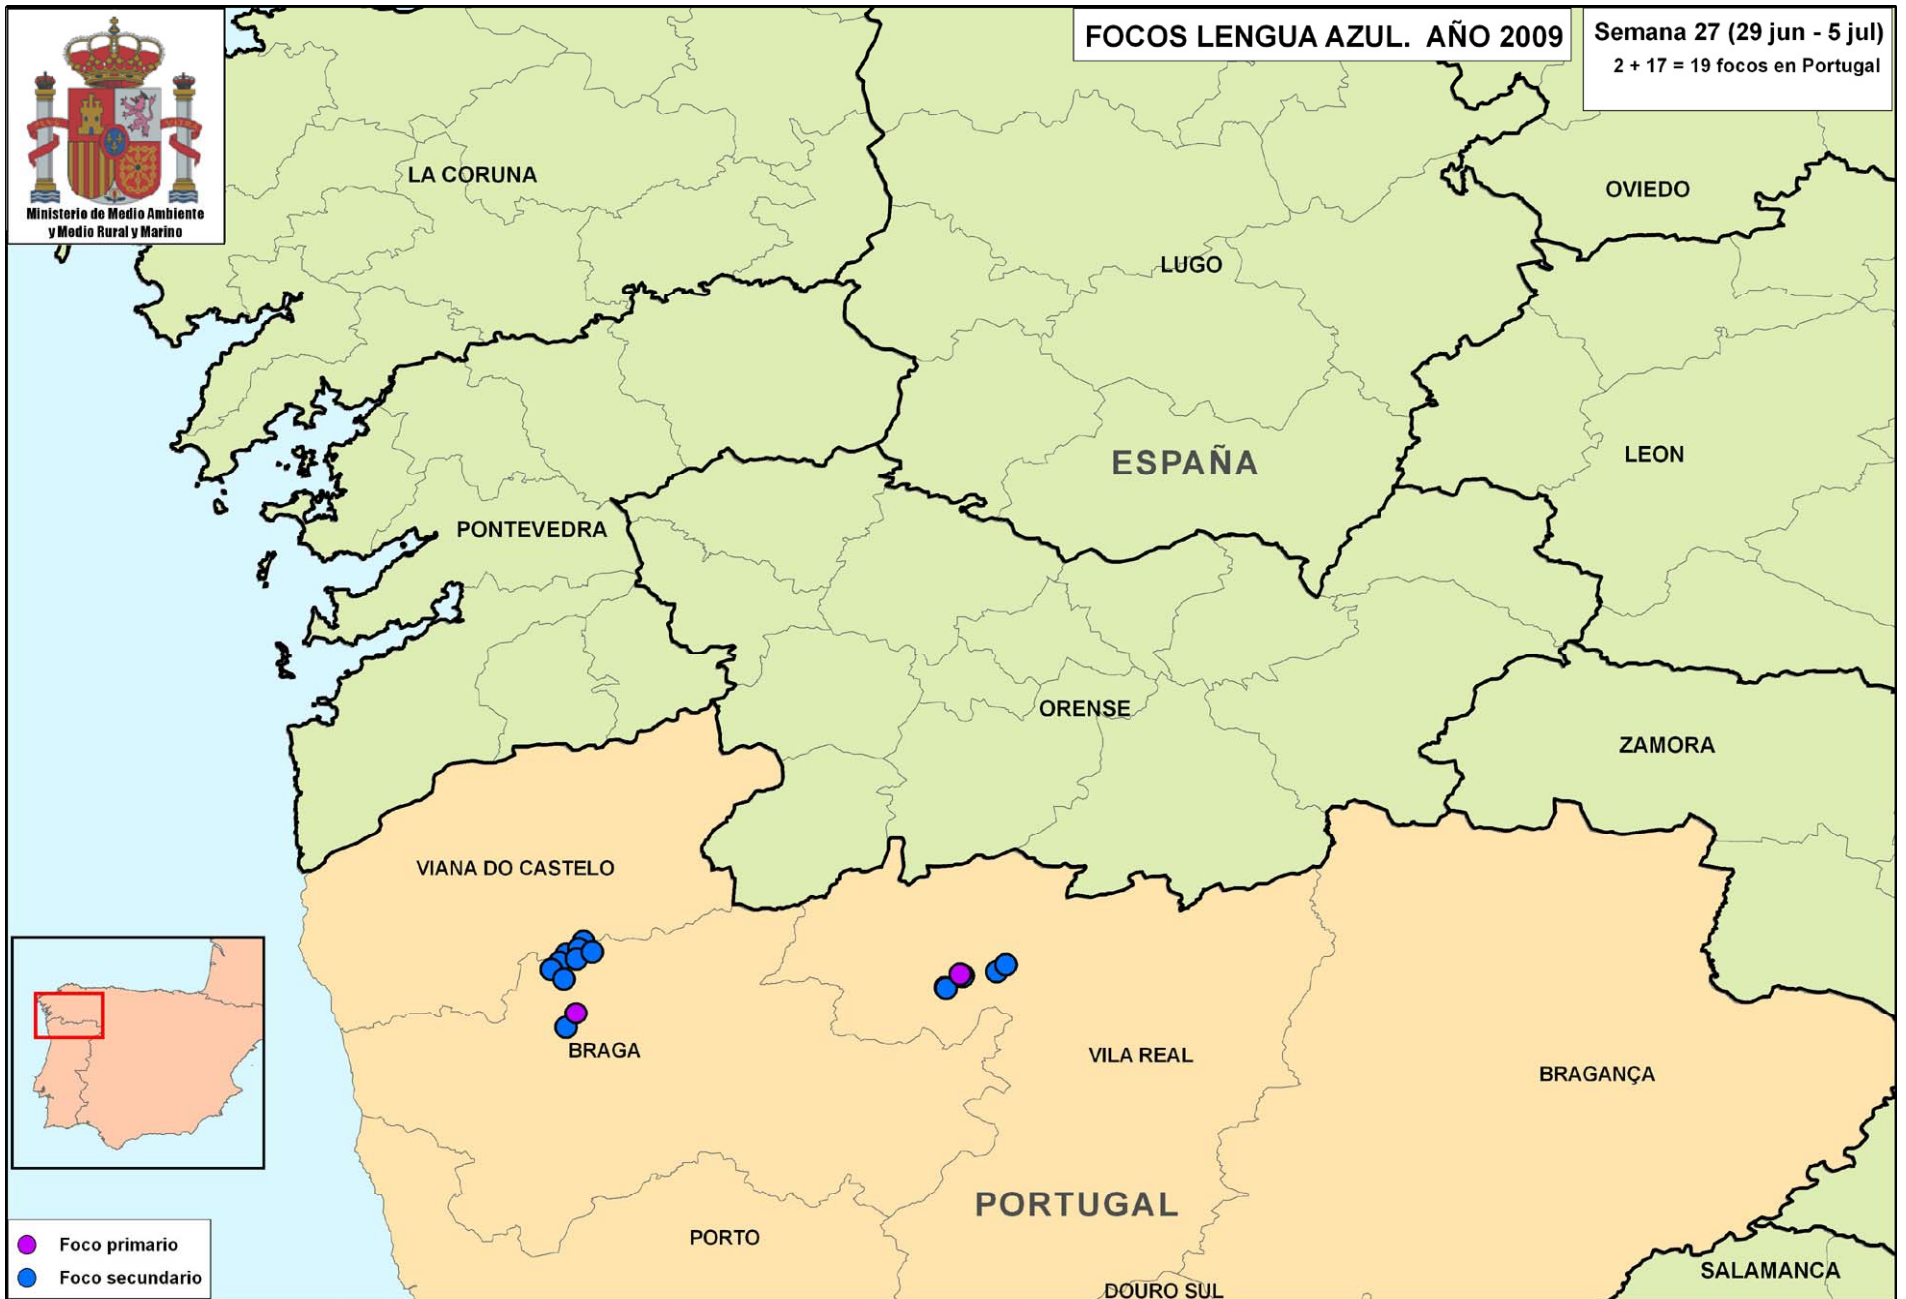 FOCOS LENGUA AZUL. AÑO 2009
Semana 27 (29 jun - 5 jul)
2 + 17 = 19 focos en Portugal
Ministerio de Medio Ambiente
y Medio Rural y Marino
LA CORUNA
OVIEDO
LUGO
ESPAÑA
LEON
PONTEVEDRA
ORENSE
ZAMORA
VIANA DO CASTELO
BRAGA
VILA REAL
BRAGANÇA
PORTUGAL
PORTO
DOURO SUL
SALAMANCA
Foco primario
Foco secundario